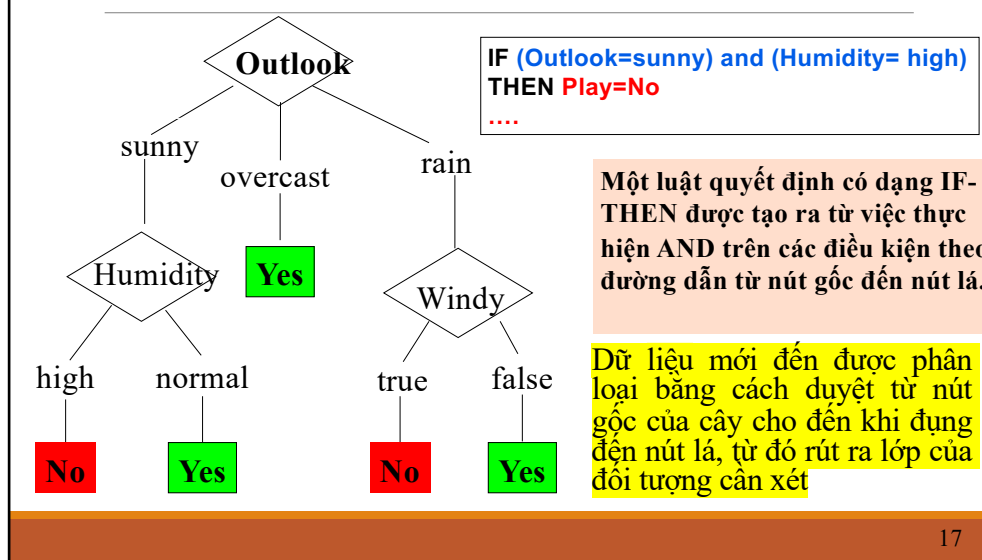 Outlook
IF (Outlook=sunny) and (Humidity= high)
THEN Play=No
....
sunny
overcast
rain
Một luật quyết định có dạng IF-
THEN được tạo ra từ việc thực
hiện AND trên các điều kiện theo
đường dẫn từ nút gốc đến nút lá.
Humidity
Yes
Windy
Dữ liệu mới đến được phân
loại bằng cách duyệt từ nút
gốc của cây cho đến khi đụng
đến nút lá, từ đó rút ra lớp của
đối tượng cần xét
high
normal
true
false
No
Yes
No
Yes
17